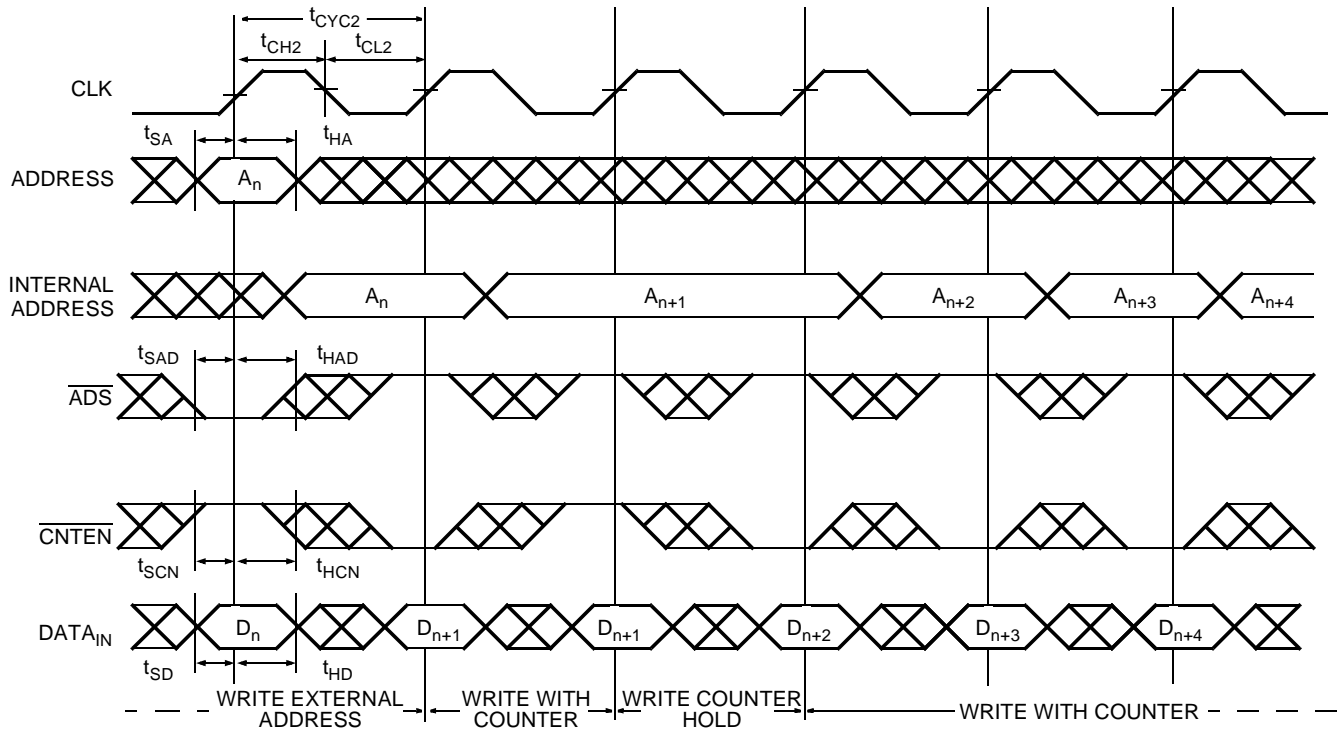 tCYC2
tCH2 tCL2
CLK
tSA tHA
ADDRESS An
INTERNAL
ADDRESS
An An+1 An+2 An+3 An+4
tSAD tHAD
ADS
CNTEN
tSCN tHCN
DATAIN Dn Dn+1 Dn+1 Dn+2 Dn+3 Dn+4
tSD tHD
WRITE EXTERNAL
ADDRESS
WRITE WITH
COUNTER
WRITE COUNTER
HOLD
WRITE WITH COUNTER